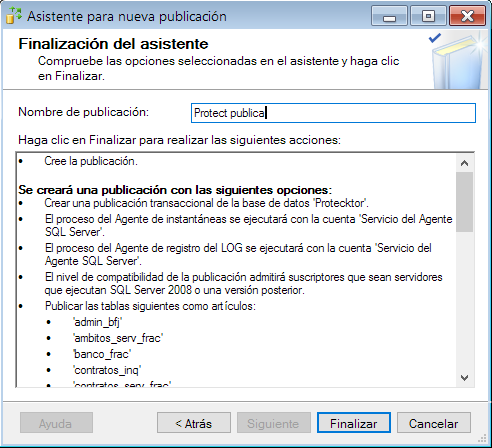 Asistente para nueva publicación
Finalización del asistente
Compruebe las opciones seleccionadas en el asistente y haga clic
en Finalizar.
Nombre de publicación:
Protect publica
Haga clic en Finalizar para realizar las siguientes acciones:
• Cree la publicación.
Se creará una publicación con las siguientes opciones:
• Crear una publicación transaccional de la base de datos 'Protecktor'.
• El proceso del Agente de instantáneas se ejecutará con la cuenta 'Servicio del Agente
SQL Server'.
• El proceso del Agente de registro del LOG se ejecutará con la cuenta 'Servicio del
Agente SQL Server'.
• El nivel de compatibilidad de la publicación admitirá suscriptores que sean servidores
que ejecutan SQL Server 2008 o una versión posterior.
• Publicar las tablas siguientes como artículos:
• 'admin_bfj'
• 'ambitos_serv_frac'
• 'banco_frac'
• 'contratos_inq'
• 'contratos_serv_frac'
Ayuda
< Atrás
Siguiente
Finalizar
Cancelar